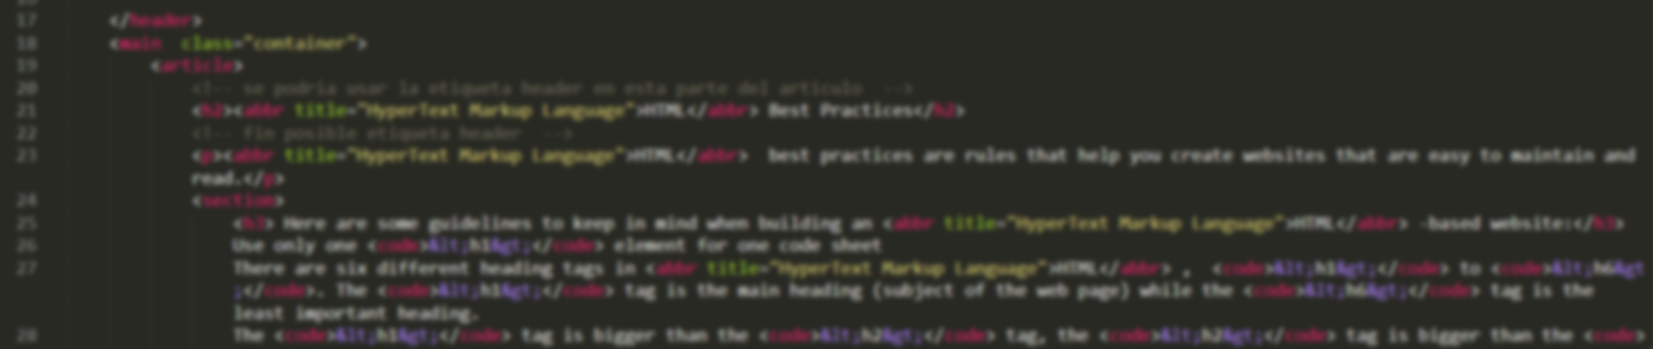 17 </header>
18 <main class="container">
19 <article>
20 <!-- se podria usar la etiqueta header en esta parte del articulo -->
21 <h2><abbr title="HyperText Markup Language">HTML</abbr> Best Practices</h2>
22 <!-- fin posible etiqueta header -->
23 <p><abbr title="HyperText Markup Language">HTML</abbr> best practices are rules that help you create websites that are easy to maintain and
read.</p>
24 <section>
25 <h3> Here are some guidelines to keep in mind when building an <abbr title="HyperText Markup Language">HTML</abbr> -based website:</h3>
26 Use only one <code>&lt;h1&gt;</code> element for one code sheet
27 There are six different heading tags in <abbr title="HyperText Markup Language">HTML</abbr> , <code>&lt;h1&gt;</code> to <code>&lt;h6&gt
;</code>. The <code>&lt;h1&gt;</code> tag is the main heading (subject of the web page) while the <code>&lt;h6&gt;</code> tag is the
least important heading.
28 The <code>&lt;h1&gt;</code> tag is bigger than the <code>&lt;h2&gt;</code> tag, the <code>&lt;h2&gt;</code> tag is bigger than the <code>